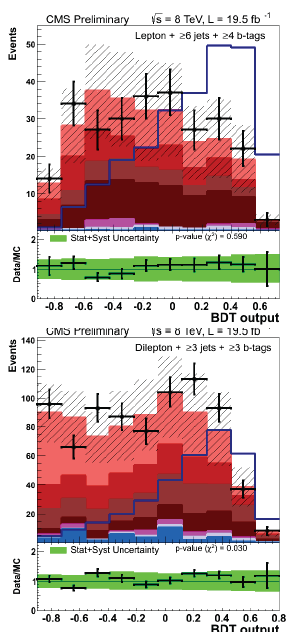 CMS Preliminary √s = 8 TeV, L = 19.5 fb⁻¹
Lepton + ≥6 jets + ≥4 b-tags
Events
50
40
30
20
10
Stat+Syst Uncertainty p-value (χ²) = 0.590
Data/MC
2
1
0
-0.8 -0.6 -0.4 -0.2 0 0.2 0.4 0.6
BDT output
CMS Preliminary √s = 8 TeV, L = 19.5 fb⁻¹
Dilepton + ≥3 jets + ≥3 b-tags
Events
140
120
100
80
60
40
20
Stat+Syst Uncertainty p-value (χ²) = 0.030
Data/MC
2
1
0
-0.8 -0.6 -0.4 -0.2 0 0.2 0.4 0.6 0.8
BDT output